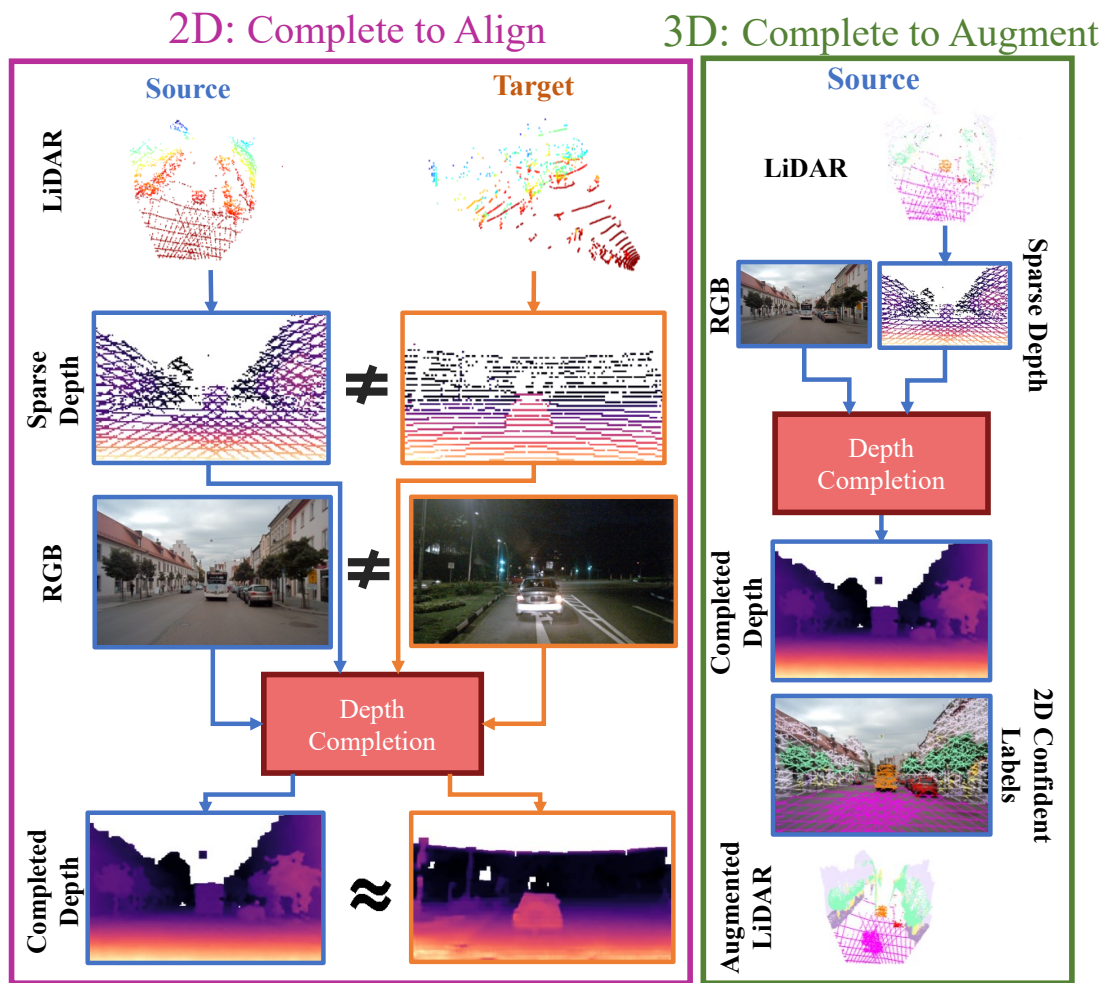 2D: Complete to Align
Source
Target
LiDAR
Sparse
Depth
≠
RGB
≠
Depth
Completion
Completed
Depth
≈
3D: Complete to Augment
Source
LiDAR
RGB
Sparse Depth
Depth
Completion
Completed
Depth
2D Confident
Labels
Augmented
LiDAR